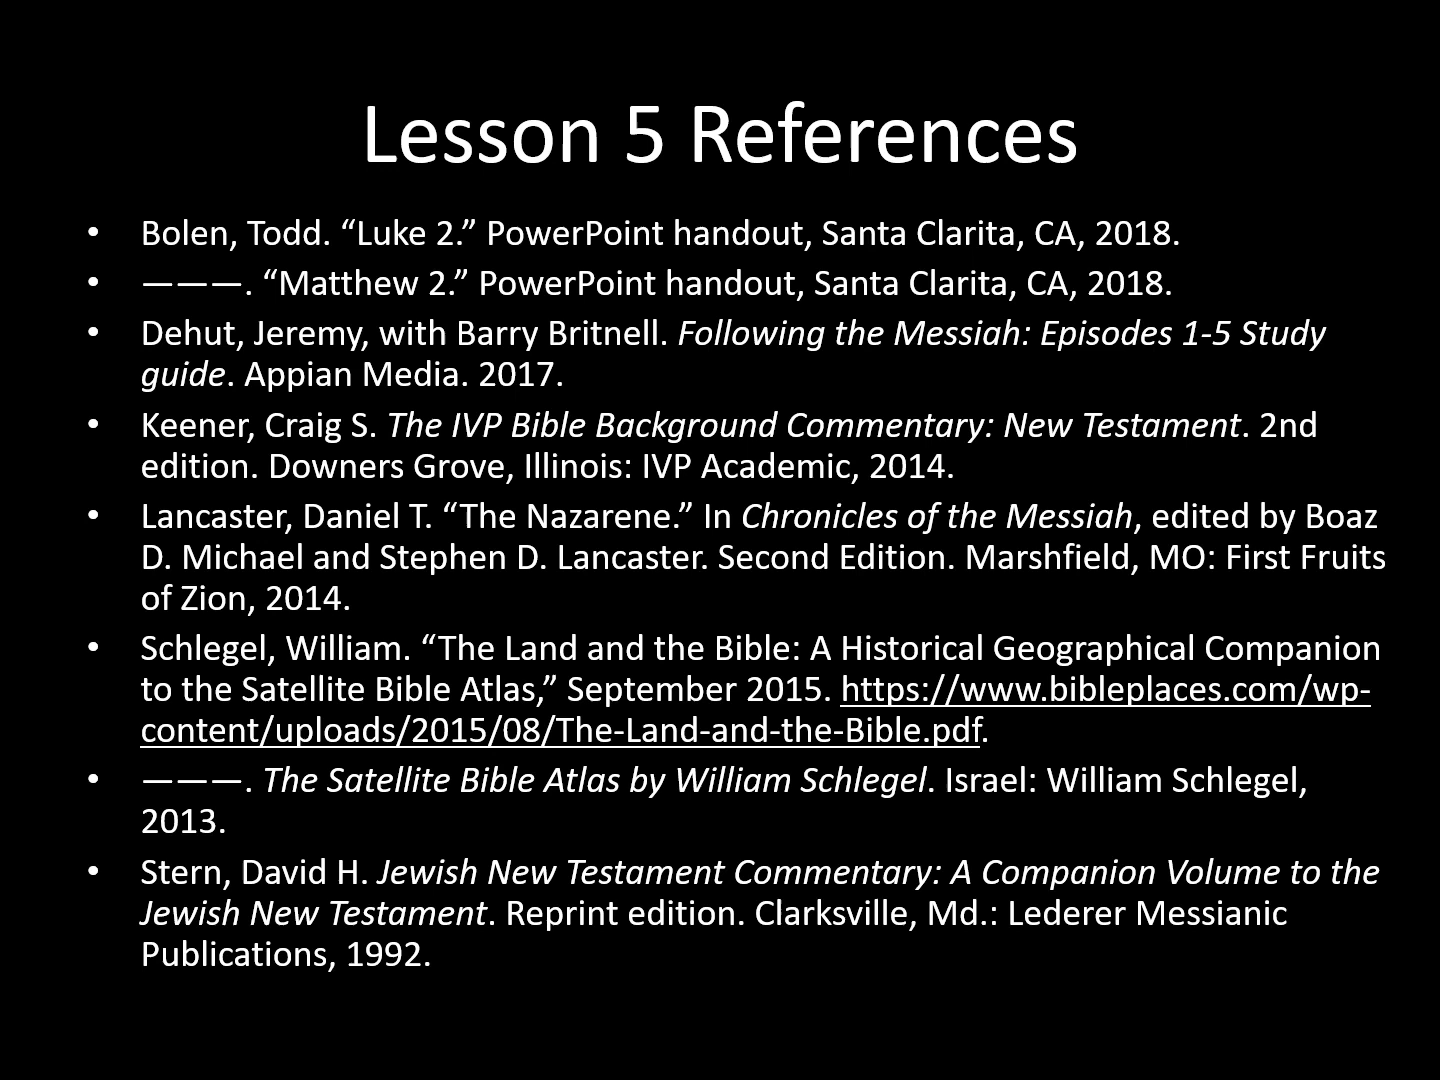 Lesson 5 References
• Bolen, Todd. “Luke 2.” PowerPoint handout, Santa Clarita, CA, 2018.
• ———. “Matthew 2.” PowerPoint handout, Santa Clarita, CA, 2018.
• Dehut, Jeremy, with Barry Britnell. Following the Messiah: Episodes 1-5 Study
guide. Appian Media. 2017.
• Keener, Craig S. The IVP Bible Background Commentary: New Testament. 2nd
edition. Downers Grove, Illinois: IVP Academic, 2014.
• Lancaster, Daniel T. “The Nazarene.” In Chronicles of the Messiah, edited by Boaz
D. Michael and Stephen D. Lancaster. Second Edition. Marshfield, MO: First Fruits
of Zion, 2014.
• Schlegel, William. “The Land and the Bible: A Historical Geographical Companion
to the Satellite Bible Atlas,” September 2015. https://www.bibleplaces.com/wp-
content/uploads/2015/08/The-Land-and-the-Bible.pdf.
• ———. The Satellite Bible Atlas by William Schlegel. Israel: William Schlegel,
2013.
• Stern, David H. Jewish New Testament Commentary: A Companion Volume to the
Jewish New Testament. Reprint edition. Clarksville, Md.: Lederer Messianic
Publications, 1992.